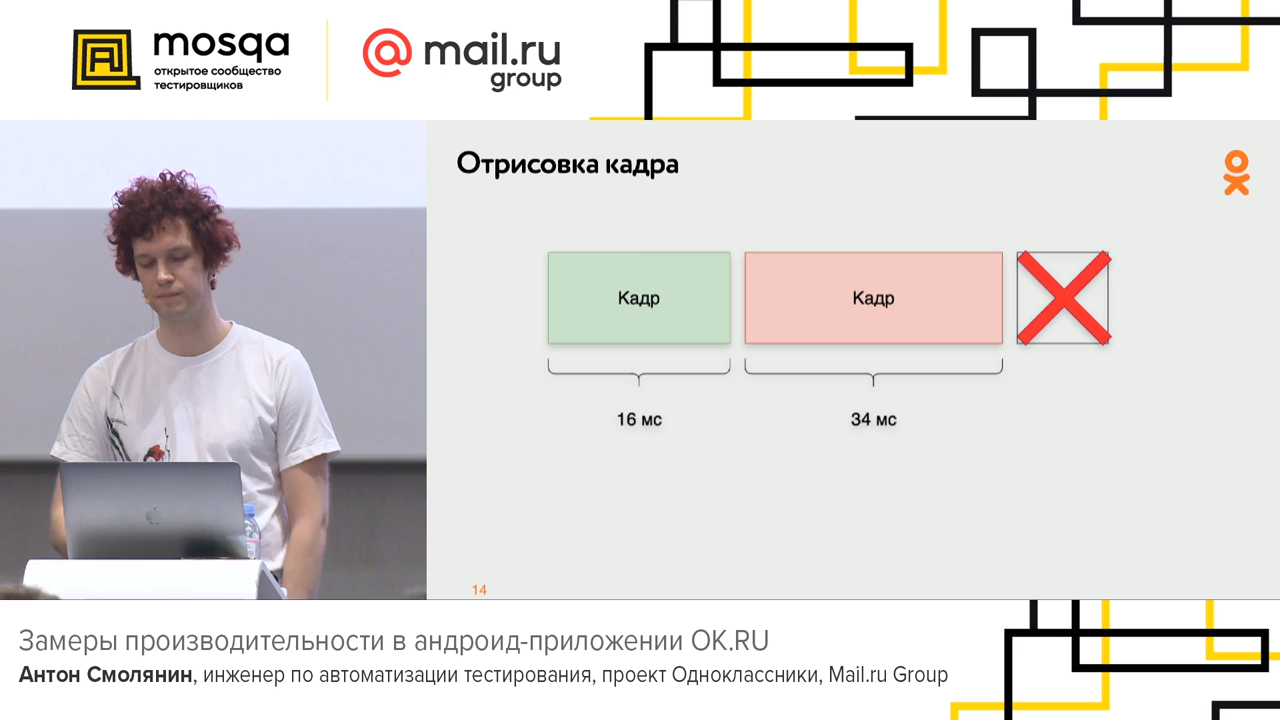 mosqa
открытое сообщество
тестировщиков
@mail.ru
group
Отрисовка кадра
Кадр
Кадр
16 мс
34 мс
14
Замеры производительности в андроид-приложении OK.RU
Антон Смолянин, инженер по автоматизации тестирования, проект Одноклассники, Mail.ru Group